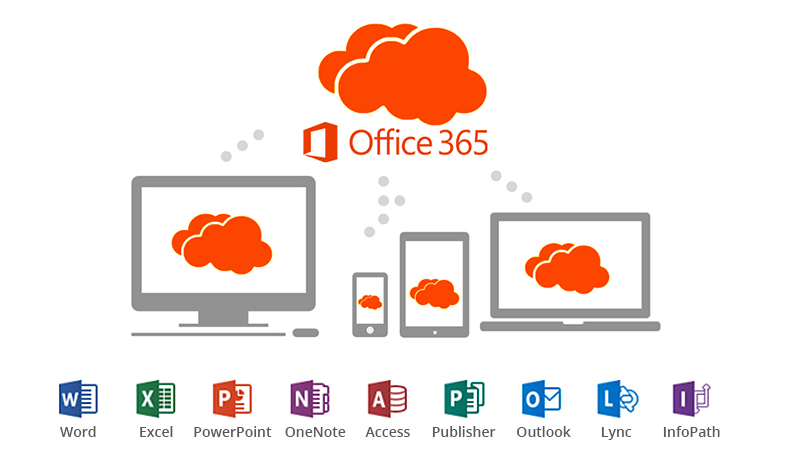 Office 365
Word Excel PowerPoint OneNote Access Publisher Outlook Lync InfoPath